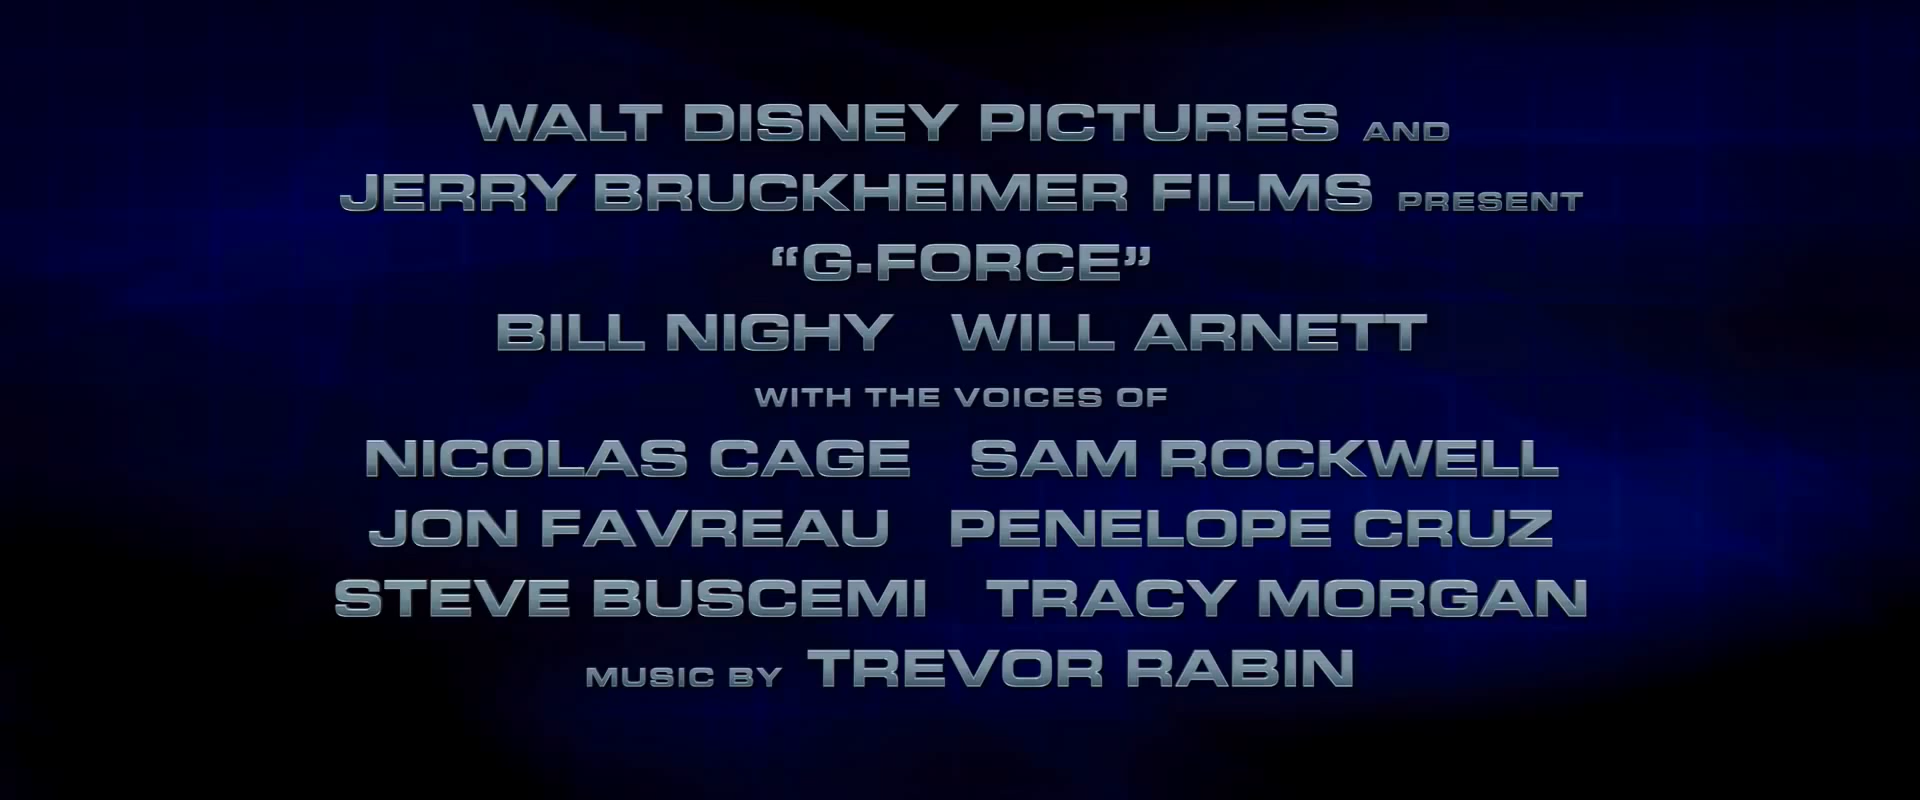 WALT DISNEY PICTURES AND
JERRY BRUCKHEIMER FILMS PRESENT
“G-FORCE”
BILL NIGHY WILL ARNETT
WITH THE VOICES OF
NICOLAS CAGE SAM ROCKWELL
JON FAVREAU PENELOPE CRUZ
STEVE BUSCEMI TRACY MORGAN
MUSIC BY TREVOR RABIN